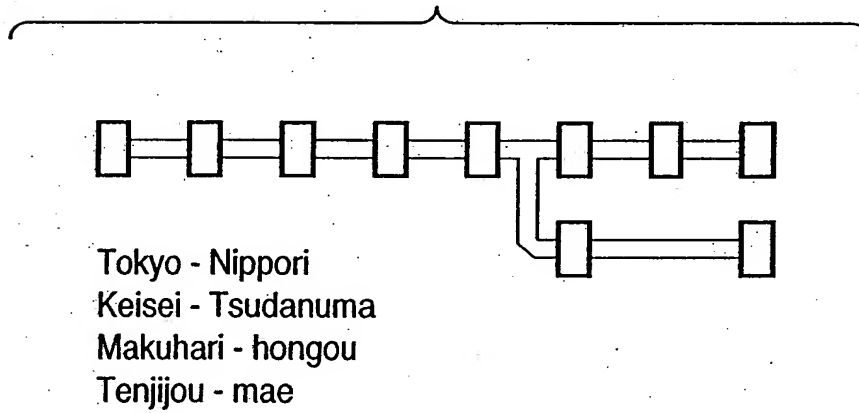 Tokyo - Nippori
Keisei - Tsudanuma
Makuhari - hongou
Tenjijou - mae